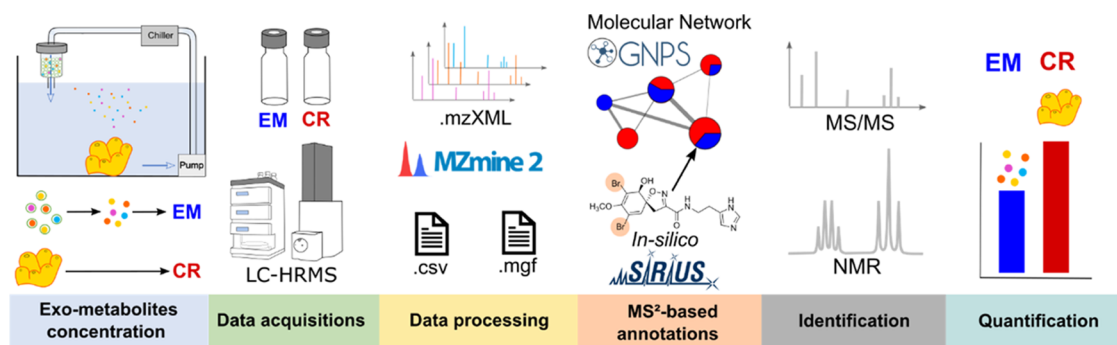 Chiller
Pump
EM
CR
Exo-metabolites
concentration
EM CR
LC-HRMS
Data acquisitions
.mzXML
MZmine 2
.csv .mgf
Data processing
Molecular Network
GNPS
Br
OH
O
N
MeO
Br
O
N
H
H
N
N
In-silico
SIRIUS
MS²-based
annotations
MS/MS
NMR
Identification
EM CR
Quantification